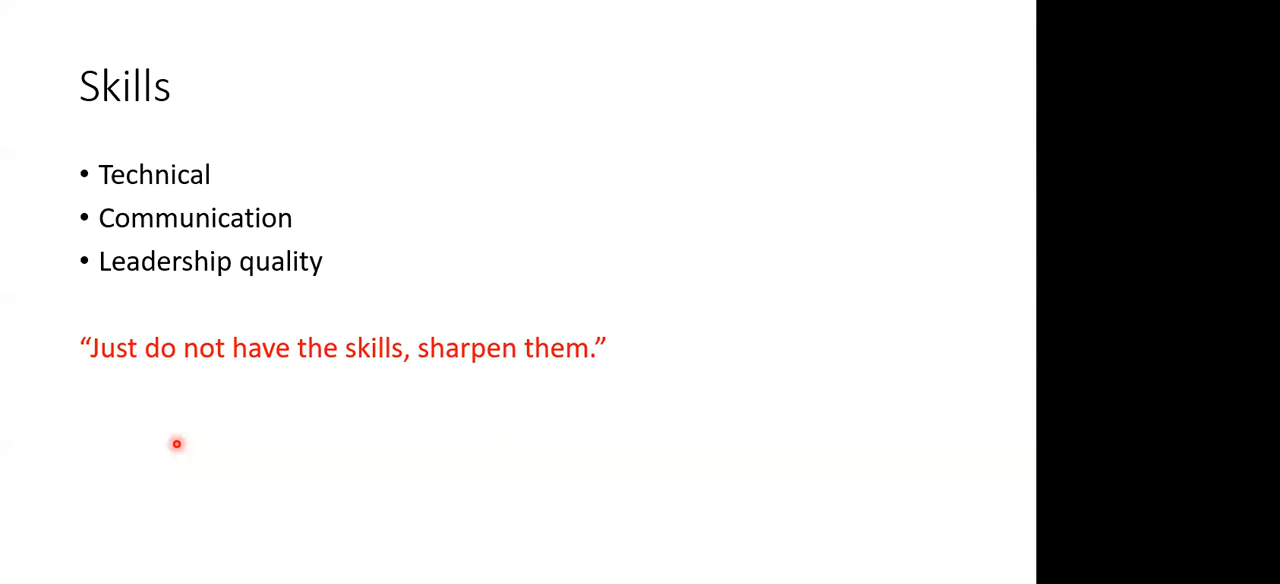 Skills
• Technical
• Communication
• Leadership quality
“Just do not have the skills, sharpen them.”